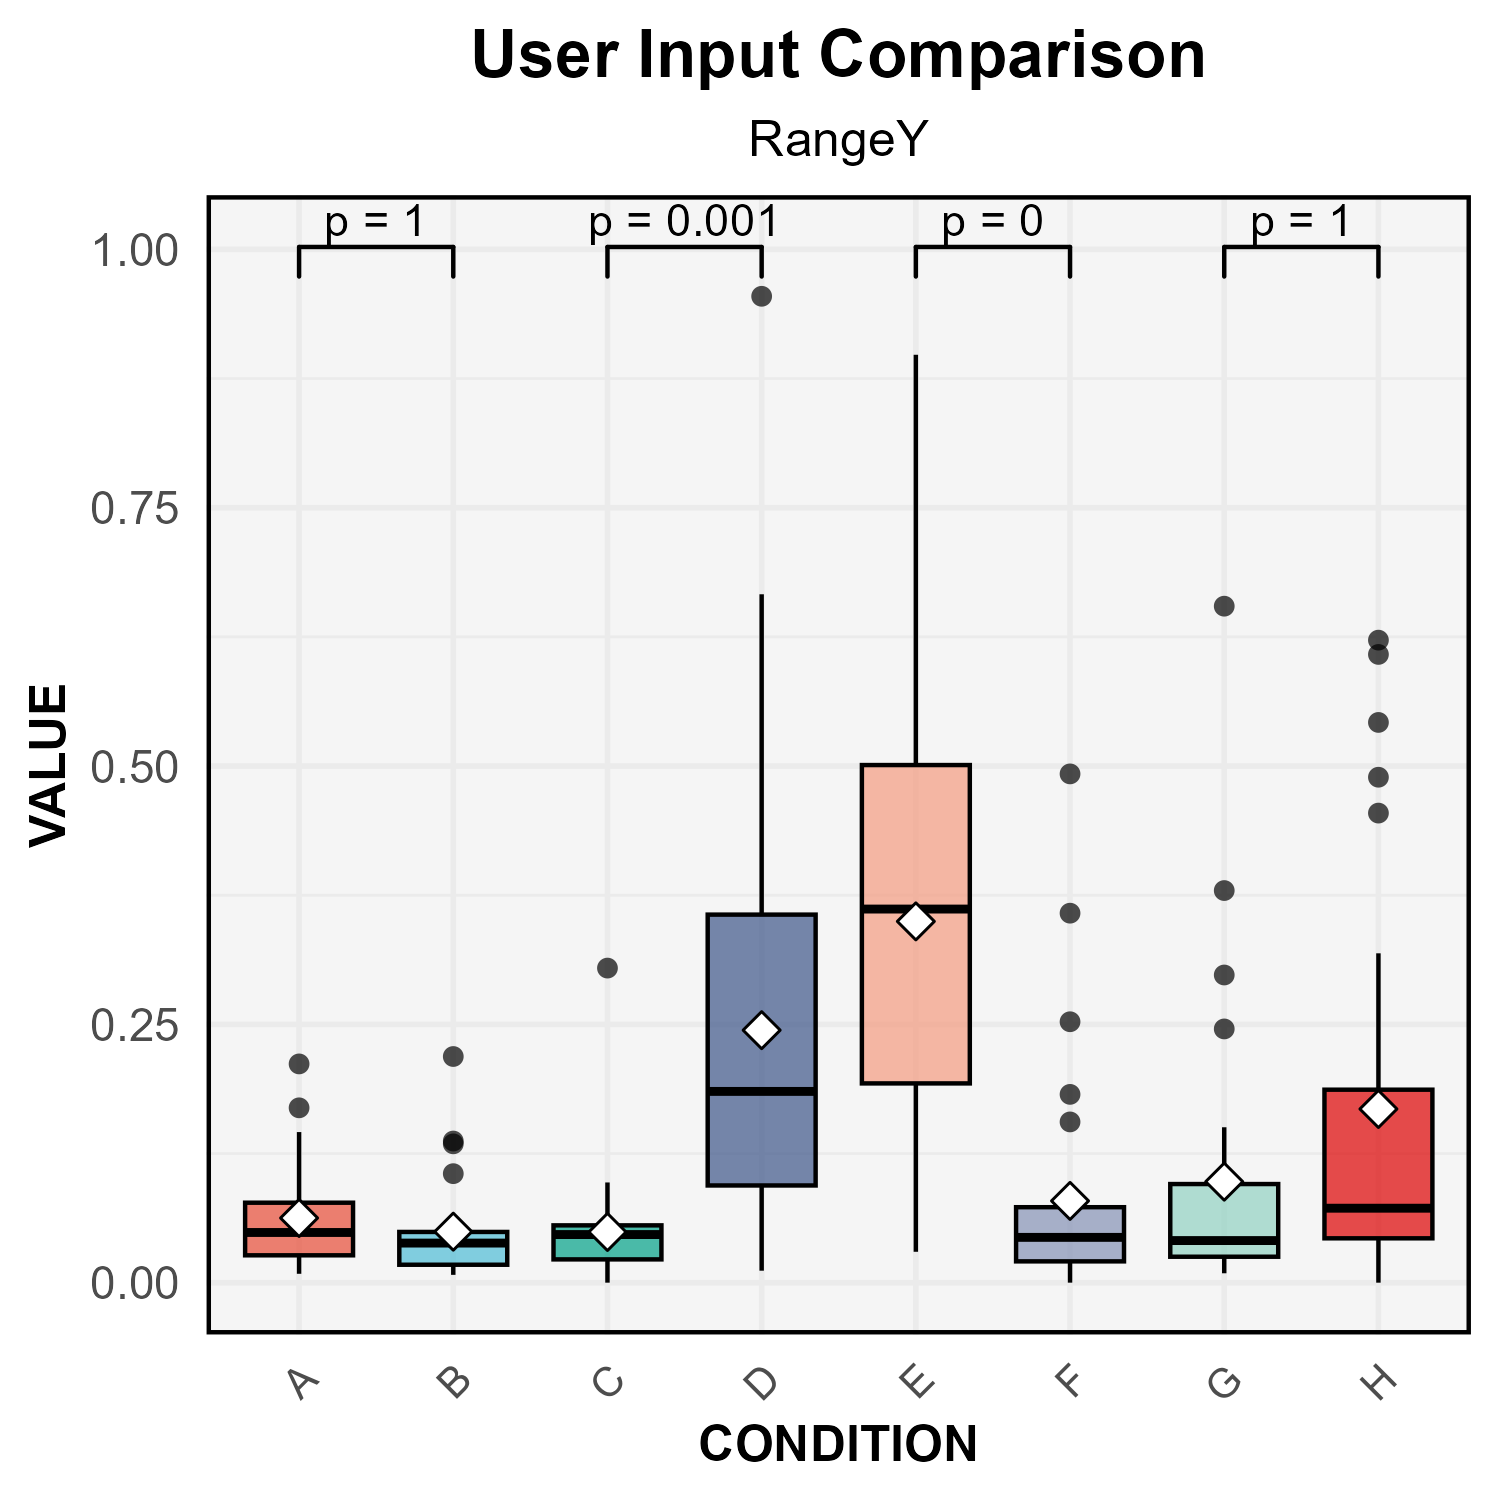 User Input Comparison
RangeY
p = 1 p = 0.001 p = 0 p = 1
1.00
0.75
0.50
0.25
0.00
VALUE
A B C D E F G H
CONDITION